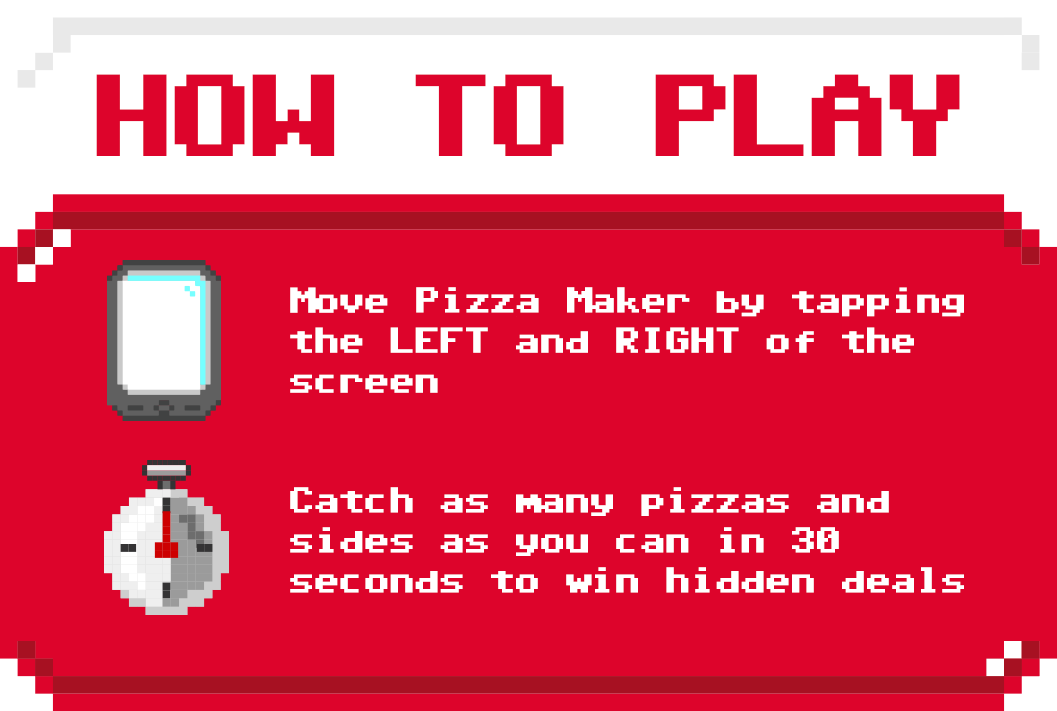 HOW TO PLAY
Move Pizza Maker by tapping
the LEFT and RIGHT of the
screen
Catch as many pizzas and
sides as you can in 30
seconds to win hidden deals